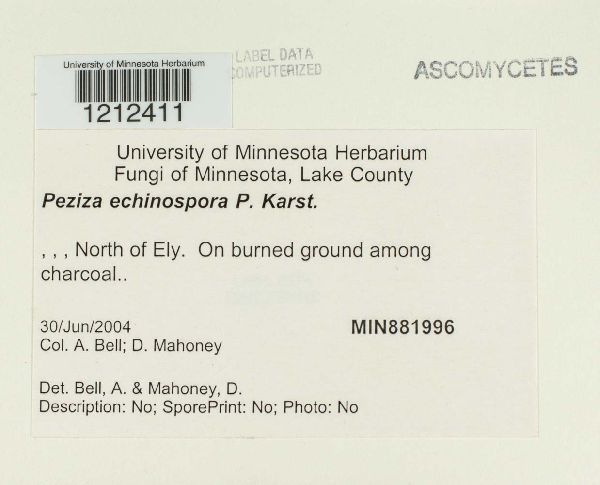 University of Minnesota Herbarium
1212411
LABEL DATA
COMPUTERIZED
ASCOMYCETES
University of Minnesota Herbarium
Fungi of Minnesota, Lake County
Peziza echinospora P. Karst.
, , , North of Ely. On burned ground among
charcoal..
30/Jun/2004
MIN881996
Col. A. Bell; D. Mahoney
Det. Bell, A. & Mahoney, D.
Description: No; SporePrint: No; Photo: No